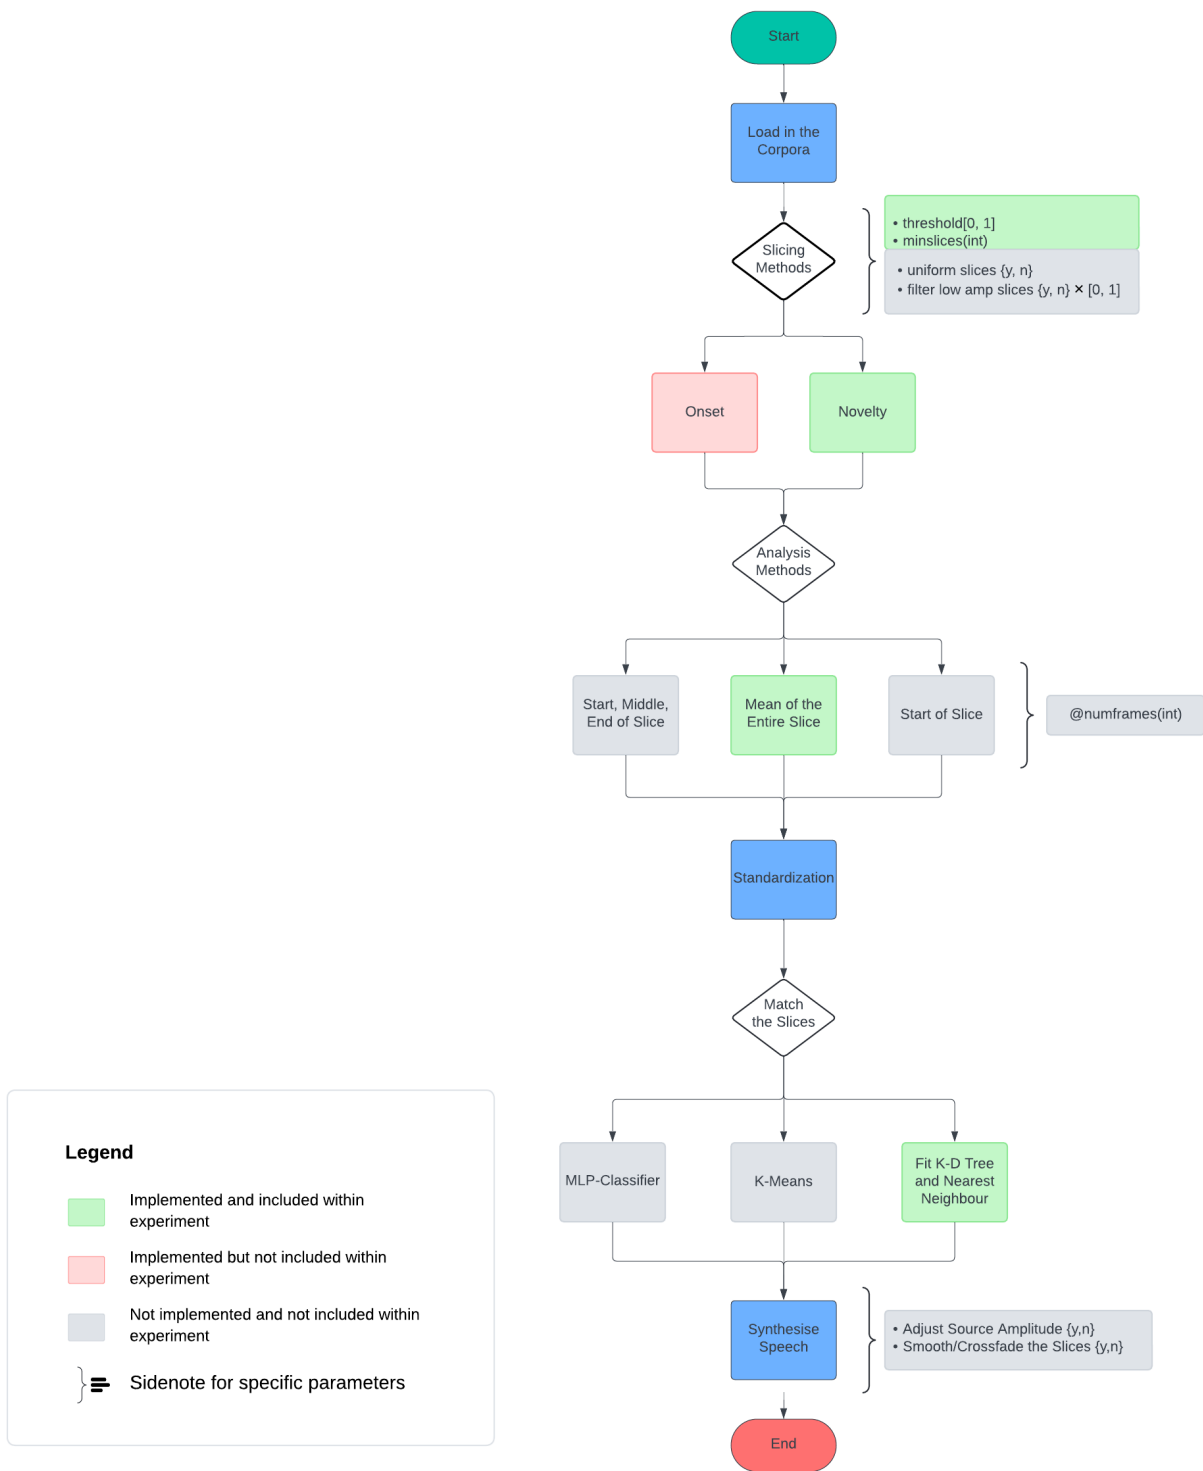 Start
Load in the
Corpora
Slicing
Methods
• threshold[0, 1]
• minslices(int)
• uniform slices {y, n}
• filter low amp slices {y, n} × [0, 1]
Onset
Novelty
Analysis
Methods
Start, Middle,
End of Slice
Mean of the
Entire Slice
Start of Slice
@numframes(int)
Standardization
Match
the Slices
MLP-Classifier
K-Means
Fit K-D Tree
and Nearest
Neighbour
Synthesise
Speech
• Adjust Source Amplitude {y,n}
• Smooth/Crossfade the Slices {y,n}
End
Legend
Implemented and included within
experiment
Implemented but not included within
experiment
Not implemented and not included within
experiment
Sidenote for specific parameters